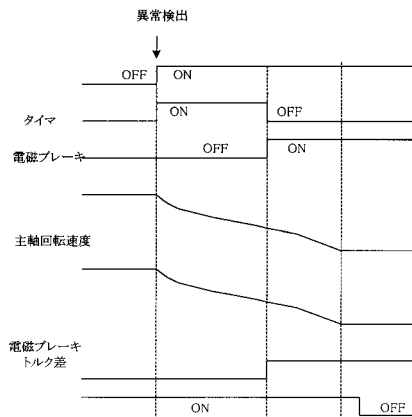 異常検出
OFF ON
タイマ
ON OFF
電磁ブレーキ
OFF ON
主軸回転速度
電磁ブレーキ
トルク差
ON OFF